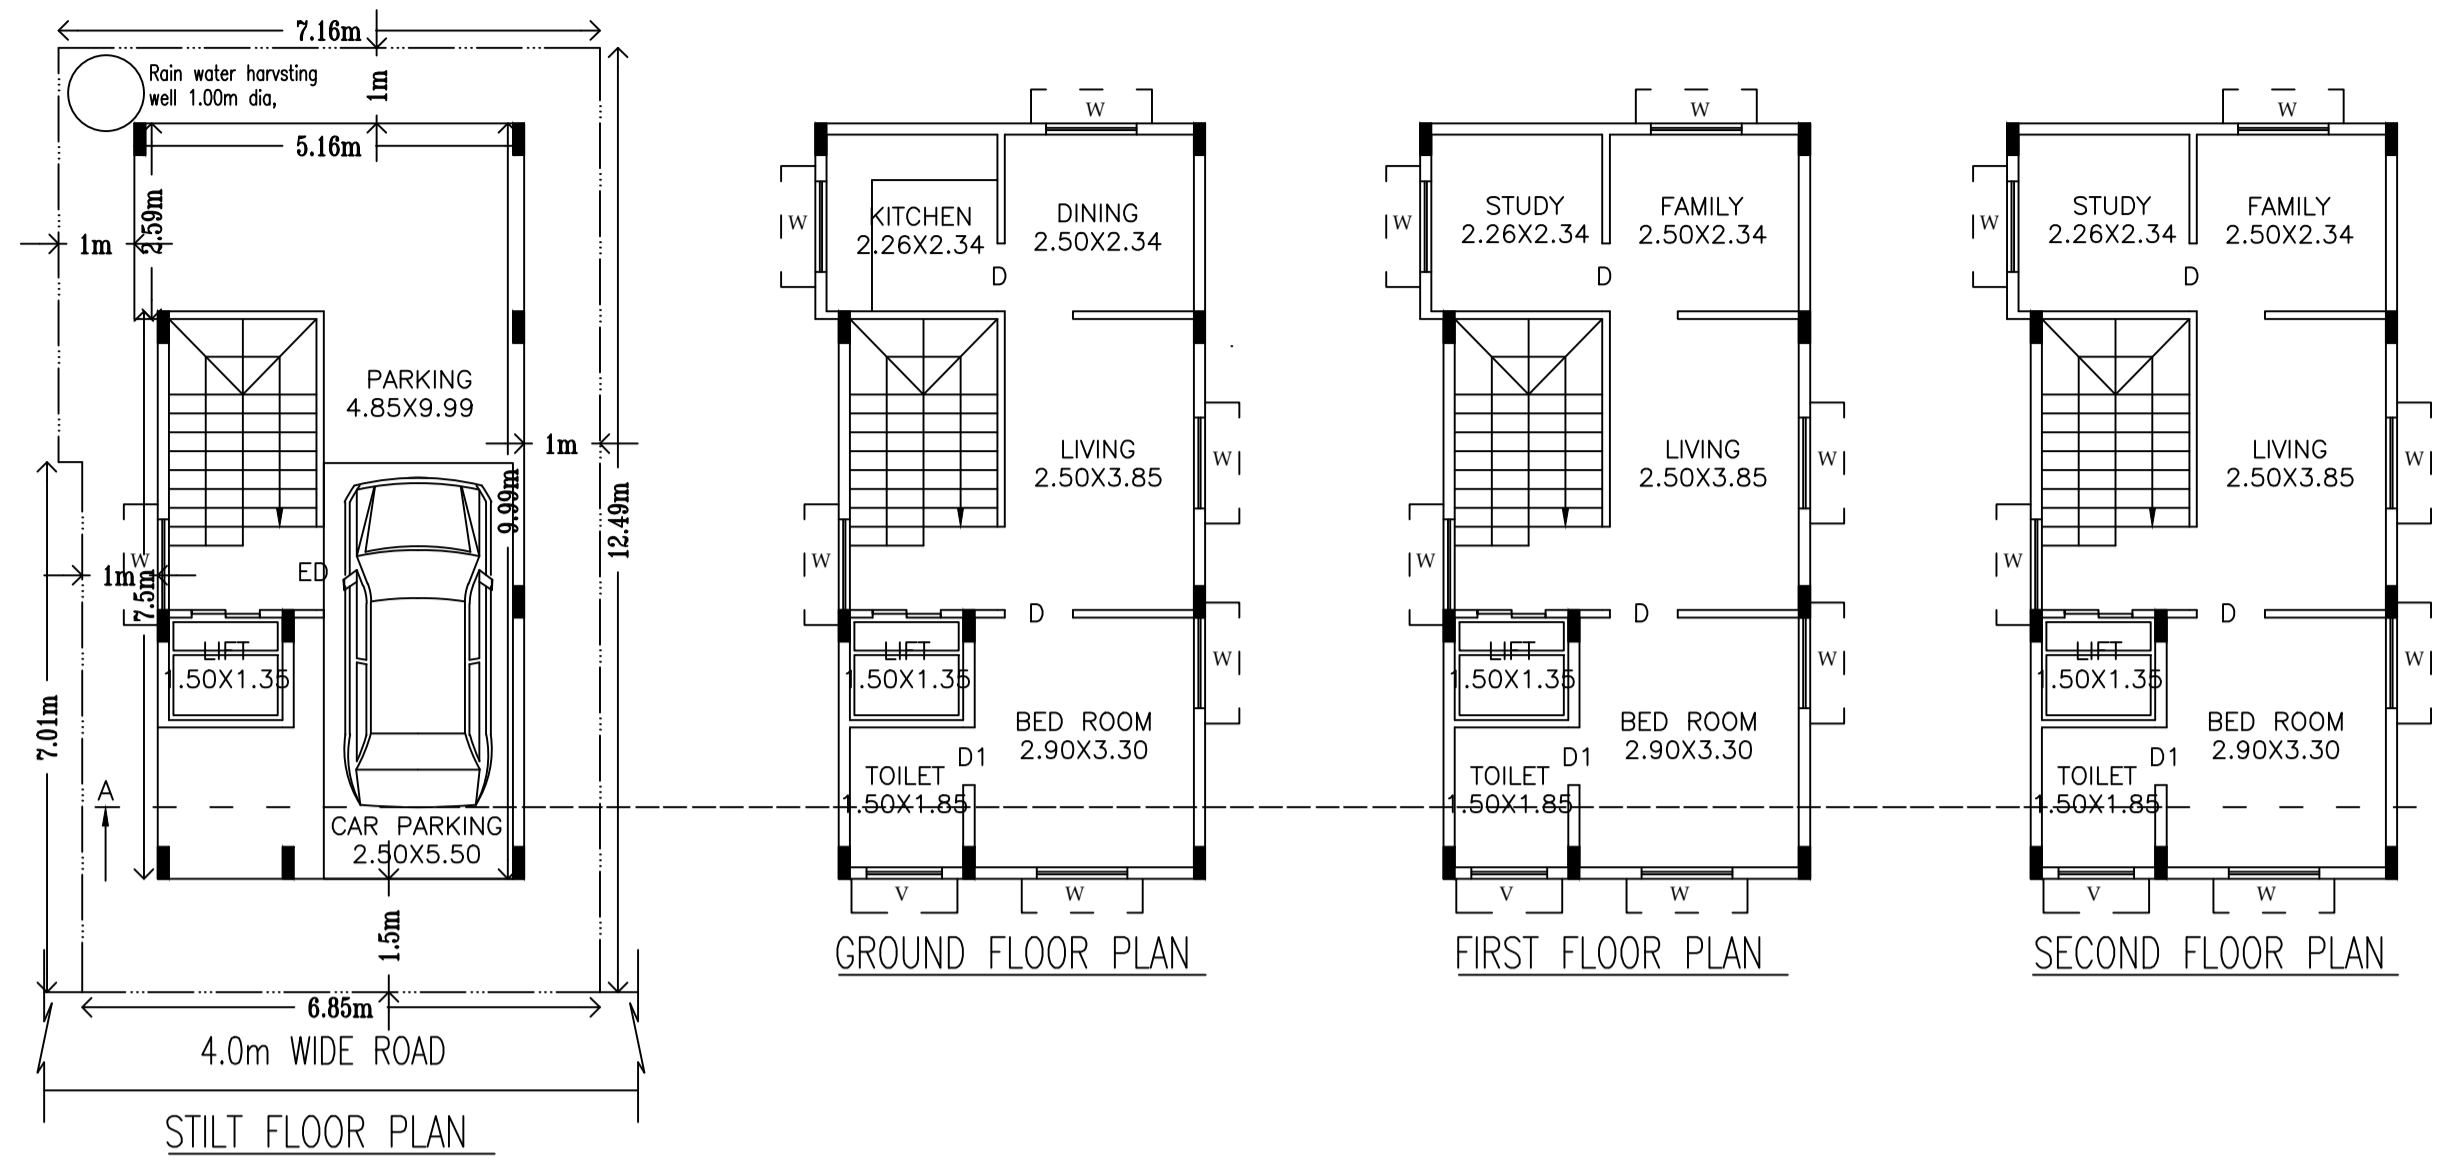 7.16m
Rain water harvsting
well 1.00m dia,
1m
5.16m
2.59m
1m
PARKING
4.85X9.99
1m
9.99m
12.49m
W
1m
7.5m
ED
LIFT
1.50X1.35
7.01m
A
CAR PARKING
2.50X5.50
1.5m
6.85m
4.0m WIDE ROAD
STILT FLOOR PLAN
W
W
KITCHEN
2.26X2.34
DINING
2.50X2.34
D
LIVING
2.50X3.85
W
W
D
LIFT
1.50X1.35
W
BED ROOM
2.90X3.30
D1
TOILET
1.50X1.85
V
W
GROUND FLOOR PLAN
W
W
STUDY
2.26X2.34
FAMILY
2.50X2.34
D
LIVING
2.50X3.85
W
W
D
LIFT
1.50X1.35
W
BED ROOM
2.90X3.30
D1
TOILET
1.50X1.85
V
W
FIRST FLOOR PLAN
W
W
STUDY
2.26X2.34
FAMILY
2.50X2.34
D
LIVING
2.50X3.85
W
W
D
LIFT
1.50X1.35
W
BED ROOM
2.90X3.30
D1
TOILET
1.50X1.85
V
W
SECOND FLOOR PLAN